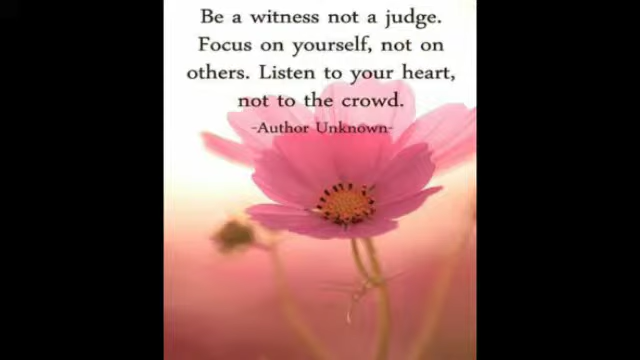 Be a witness not a judge.
Focus on yourself, not on
others. Listen to your heart,
not to the crowd.
-Author Unknown-